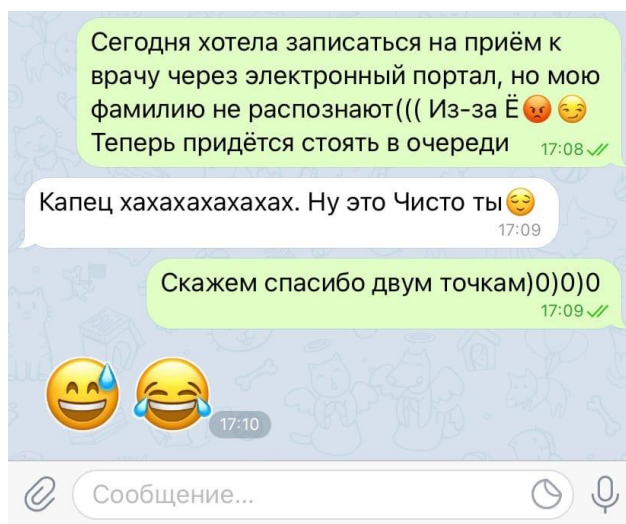 Сегодня хотела записаться на приём к
врачу через электронный портал, но мою
фамилию не распознают((( Из-за Ё😡😏
Теперь придётся стоять в очереди 17:08
Капец хахахахахахах. Ну это Чисто ты😌
17:09
Скажем спасибо двум точкам)0)0)0
17:09
😅😂 17:10
Сообщение...